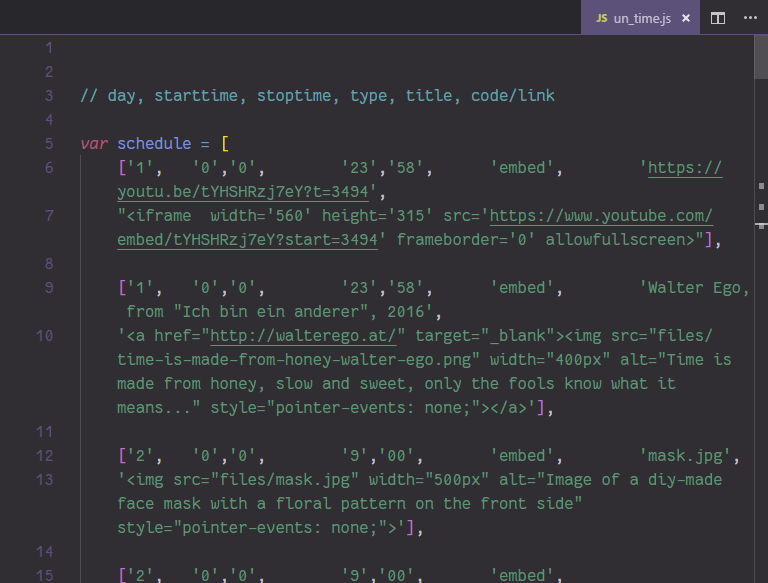 JS un_time.js ×
1
2
3 // day, starttime, stoptime, type, title, code/link
4
5 var schedule = [
6 ['1', '0','0', '23','58', 'embed', 'https://
youtu.be/tYHSHRzj7eY?t=3494',
7 "<iframe width='560' height='315' src='https://www.youtube.com/
embed/tYHSHRzj7eY?start=3494' frameborder='0' allowfullscreen>"],
8
9 ['1', '0','0', '23','58', 'embed', 'Walter Ego,
from "Ich bin ein anderer", 2016',
10 '<a href="http://walterego.at/" target="_blank"><img src="files/
time-is-made-from-honey-walter-ego.png" width="400px" alt="Time is
made from honey, slow and sweet, only the fools know what it
means..." style="pointer-events: none;"></a>'],
11
12 ['2', '0','0', '9','00', 'embed', 'mask.jpg',
13 '<img src="files/mask.jpg" width="500px" alt="Image of a diy-made
face mask with a floral pattern on the front side"
style="pointer-events: none;">'],
14
15 ['2', '0','0', '9','00', 'embed',